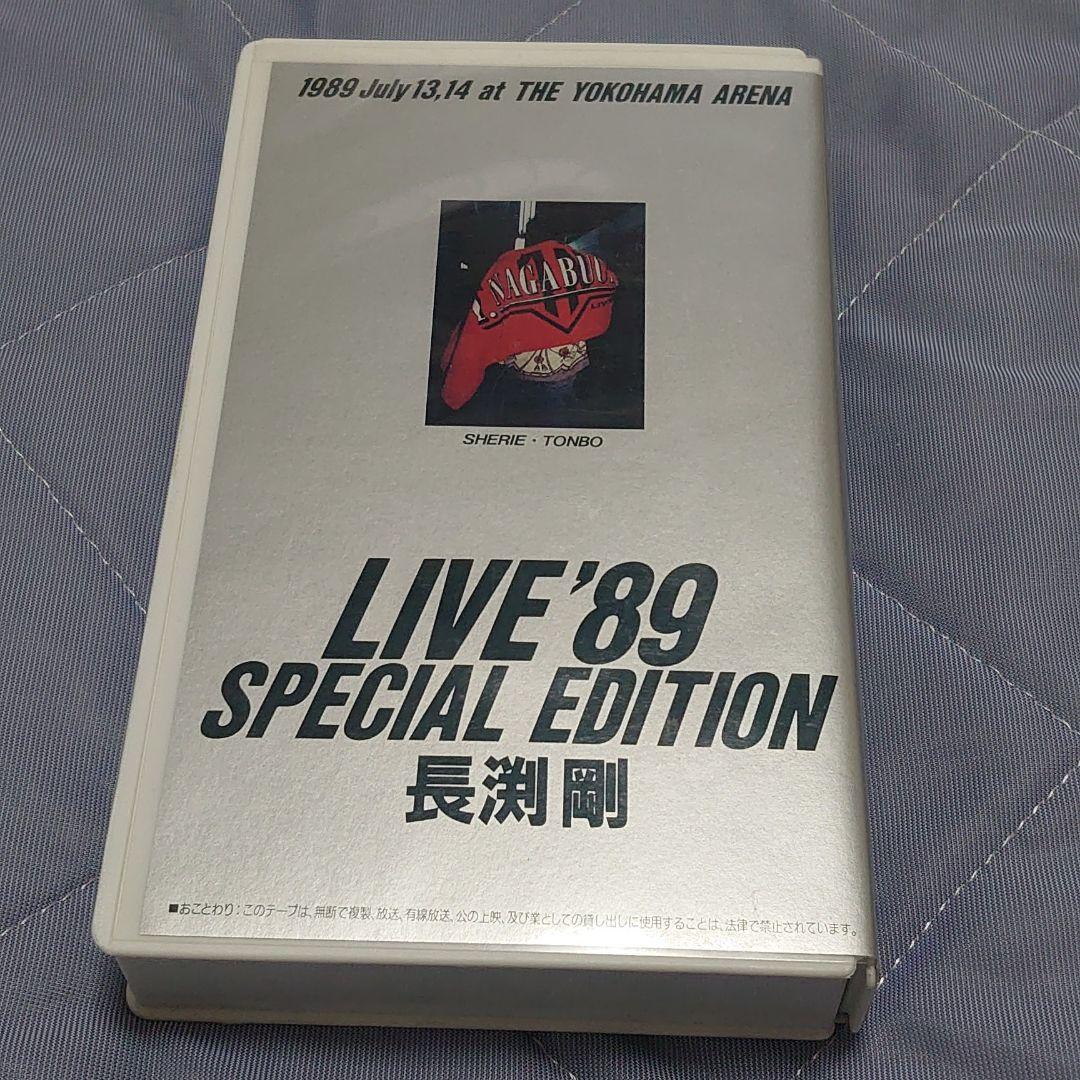 1989 July 13,14 at THE YOKOHAMA ARENA
T. NAGABUCHI
LIVE
SHERIE・TONBO
LIVE '89
SPECIAL EDITION
長渕 剛
■おことわり:このテープは、無断で複製、放送、有線放送、公の上映、及び業としての貸し出しに使用することは、法律で禁止されています。